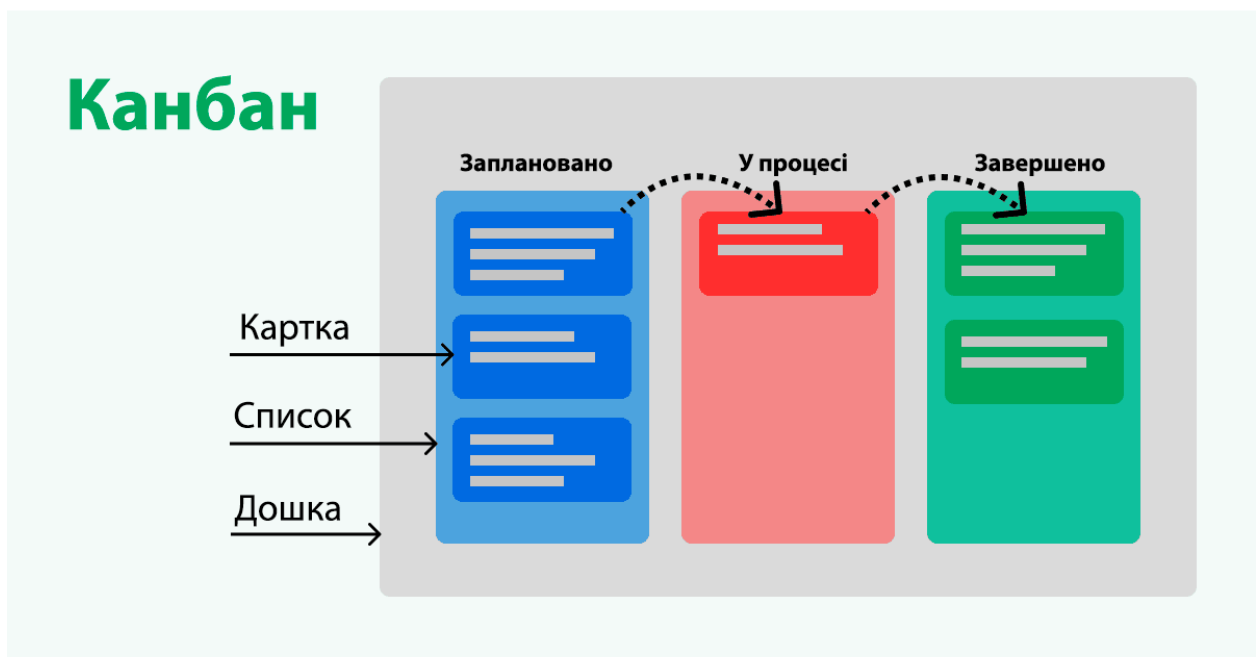 Канбан
Заплановано
У процесі
Завершено
Картка
Список
Дошка